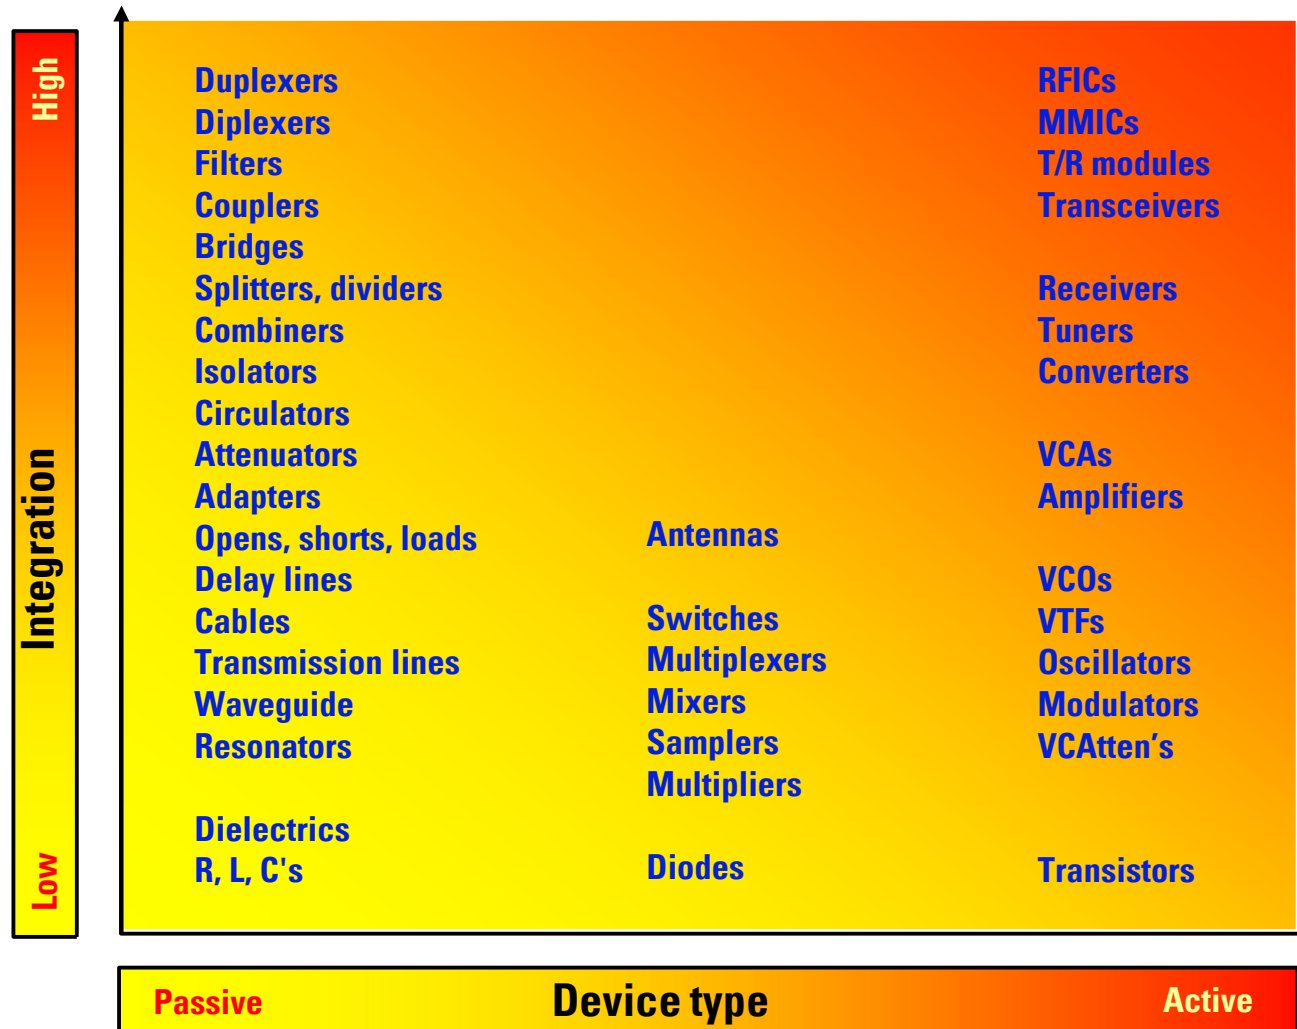 High
Integration
Low
Duplexers
Diplexers
Filters
Couplers
Bridges
Splitters, dividers
Combiners
Isolators
Circulators
Attenuators
Adapters
Opens, shorts, loads
Delay lines
Cables
Transmission lines
Waveguide
Resonators
Dielectrics
R, L, C's
Antennas
Switches
Multiplexers
Mixers
Samplers
Multipliers
Diodes
RFICs
MMICs
T/R modules
Transceivers
Receivers
Tuners
Converters
VCAs
Amplifiers
VCOs
VTFs
Oscillators
Modulators
VCAtten’s
Transistors
Passive
Device type
Active